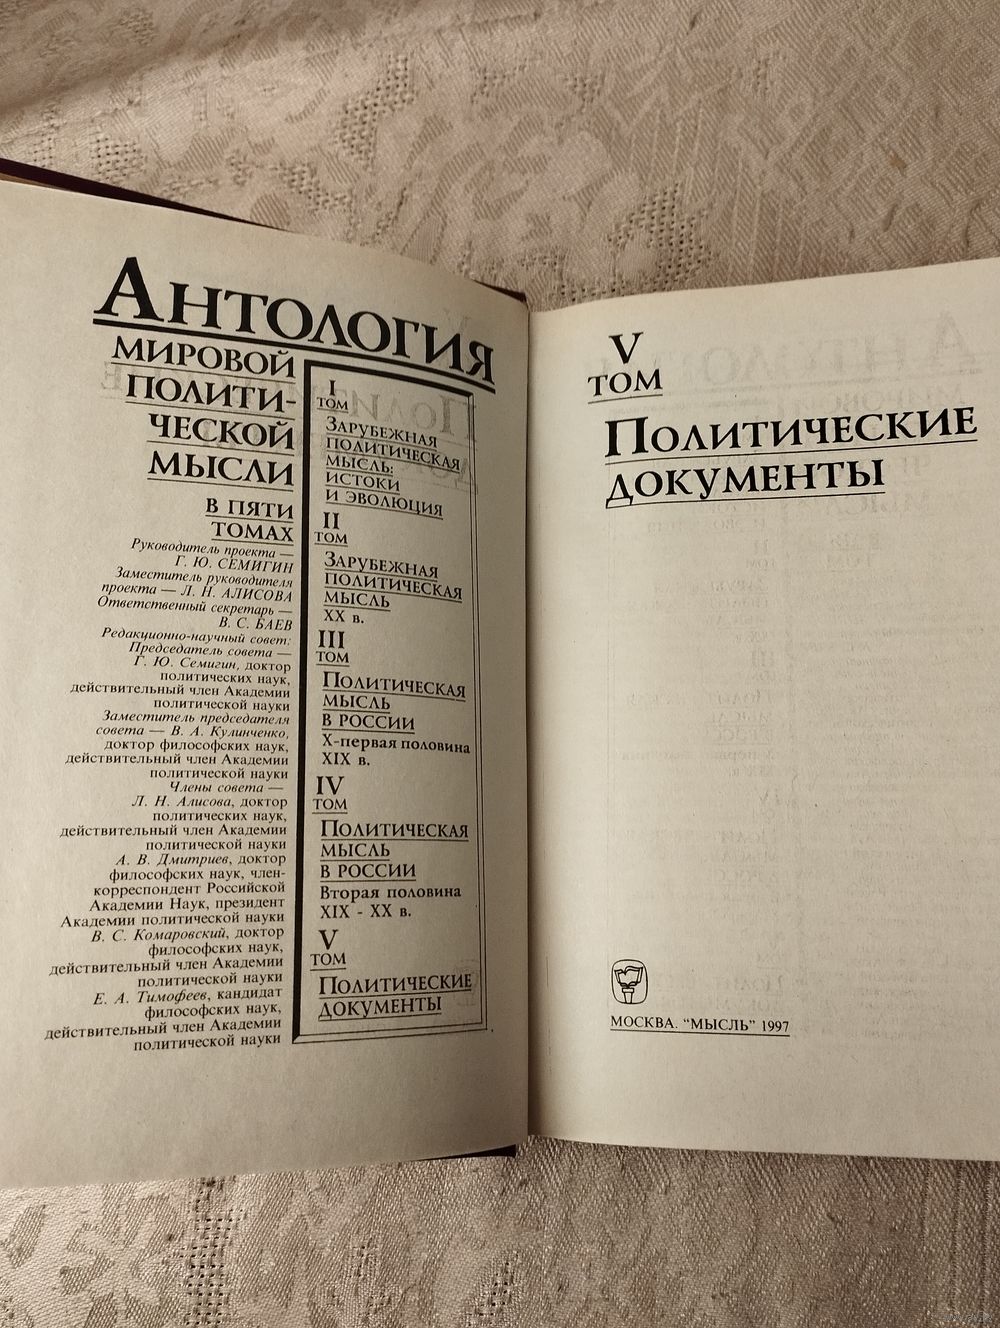 Антология
мировой
полити-
ческой
мысли
в пяти
томах
Руководитель проекта —
Г. Ю. СЕМИГИН
Заместитель руководителя
проекта — Л. Н. АЛИСОВА
Ответственный секретарь —
В. С. БАЕВ
Редакционно-научный совет:
Председатель совета —
Г. Ю. Семигин, доктор
политических наук,
действительный член Академии
политической науки
Заместитель председателя
совета — В. А. Кулинченко,
доктор философских наук,
действительный член Академии
политической науки
Члены совета —
Л. Н. Алисова, доктор
политических наук,
действительный член Академии
политической науки
А. В. Дмитриев, доктор
философских наук, член-
корреспондент Российской
Академии Наук, президент
Академии политической науки
В. С. Комаровский, доктор
философских наук,
действительный член Академии
политической науки
Е. А. Тимофеев, кандидат
философских наук,
действительный член Академии
политической науки
I
том
Зарубежная
политическая
мысль:
истоки
и эволюция
II
том
Зарубежная
политическая
мысль
XX в.
III
том
Политическая
мысль
в России
X-первая половина
XIX в.
IV
том
Политическая
мысль
в России
Вторая половина
XIX - XX в.
V
том
Политические
документы
V
том
Политические
документы
МОСКВА. "МЫСЛЬ" 1997